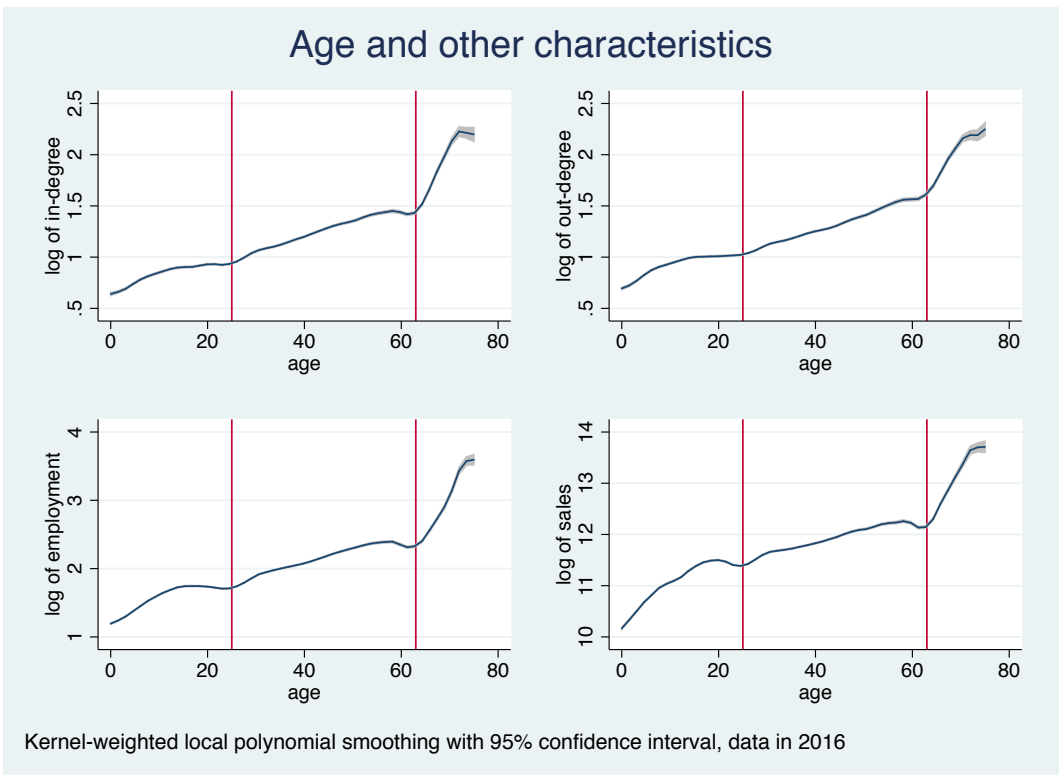 Age and other characteristics
log of in-degree
2.5
2
1.5
1
.5
0 20 40 60 80
age
log of out-degree
2.5
2
1.5
1
.5
0 20 40 60 80
age
log of employment
4
3
2
1
0 20 40 60 80
age
log of sales
14
13
12
11
10
0 20 40 60 80
age
Kernel-weighted local polynomial smoothing with 95% confidence interval, data in 2016